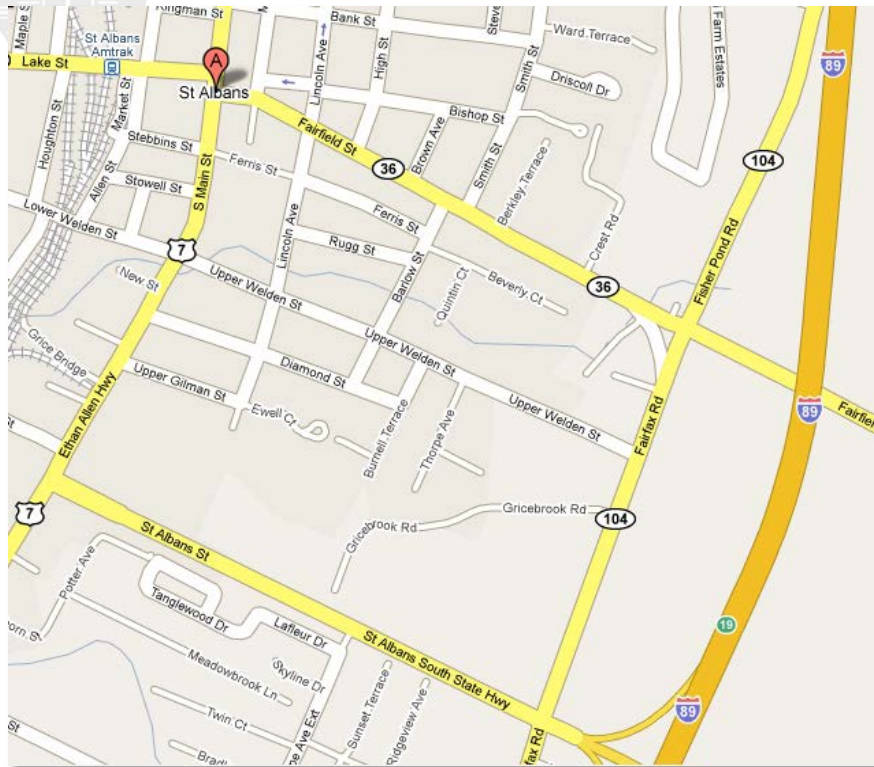 Kingman St
Maple St
Bank St
Ward Terrace
St Albans
Amtrak
A
Lake St
St Albans
Market St
Lincoln Ave
High St
Smith St
Driscoll Dr
Farm Estates
89
Houghton St
Allen St
Stebbins St
Stowell St
S Main St
Ferris St
Fairfield St
36
Brown Ave
Bishop St
Smith St
Berkley Terrace
Crest Rd
104
Fisher Pond Rd
Lower Welden St
7
Lincoln Ave
Ferris St
Rugg St
Barlow St
Quintin Ct
Beverly Ct
36
New St
Upper Welden St
Upper Welden St
Grice Bridge
Upper Gilman St
Diamond St
Ewell Ct
Burnell Terrace
Thorpe Ave
Upper Welden St
Fairfax Rd
89
Ethan Allen Hwy
7
St Albans St
Gricebrook Rd
Gricebrook Rd
104
Potter Ave
Tanglewood Dr
Lafleur Dr
St Albans South State Hwy
19
Meadowbrook Ln
Skyline Dr
Twin Ct
Sunset Terrace
Ridgeview Ave
89
St